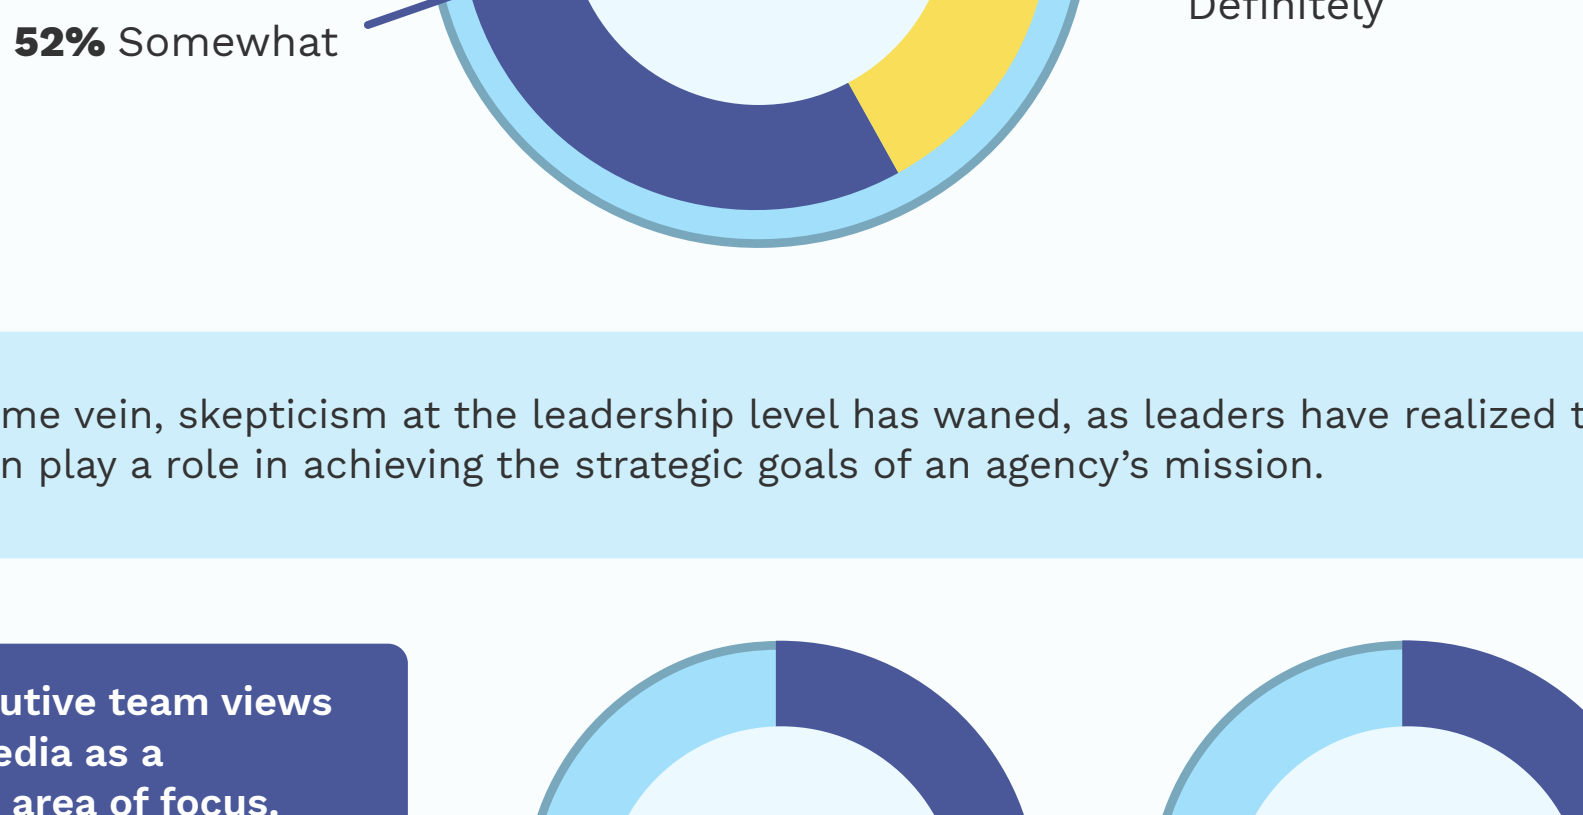 Definitely
52% Somewhat
me vein, skepticism at the leadership level has waned, as leaders have realized t
n play a role in achieving the strategic goals of an agency’s mission.
utive team views
edia as a
area of focus.